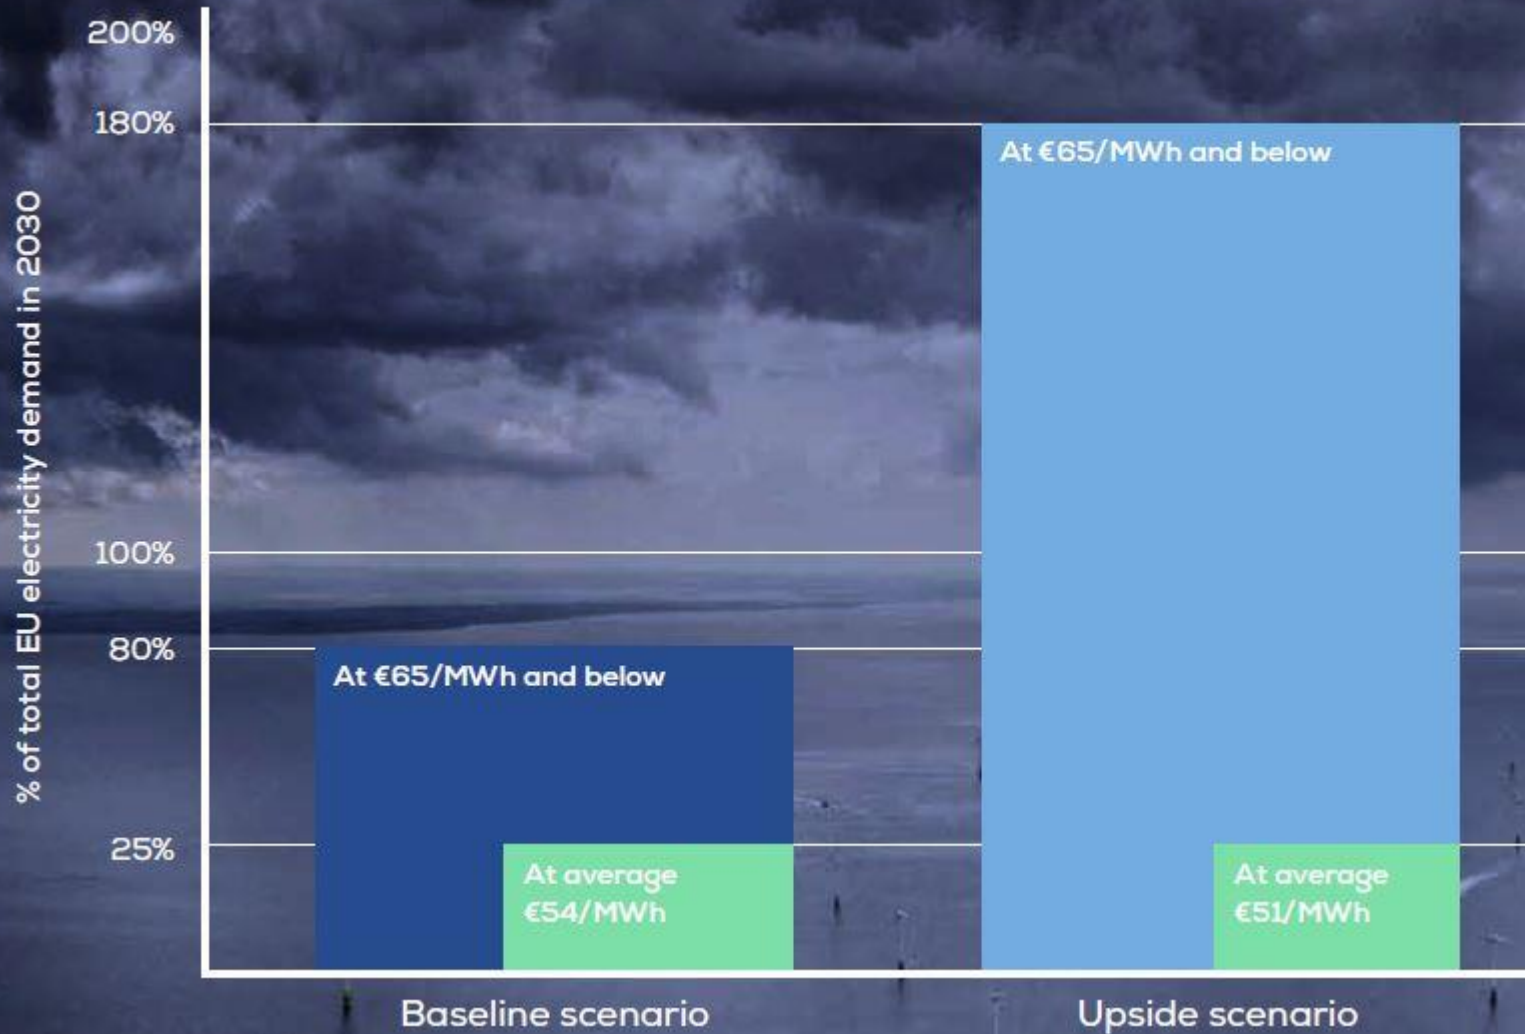 % of total EU electricity demand in 2030
200%
180%
100%
80%
25%
At €65/MWh and below
At average
€54/MWh
At €65/MWh and below
At average
€51/MWh
Baseline scenario
Upside scenario